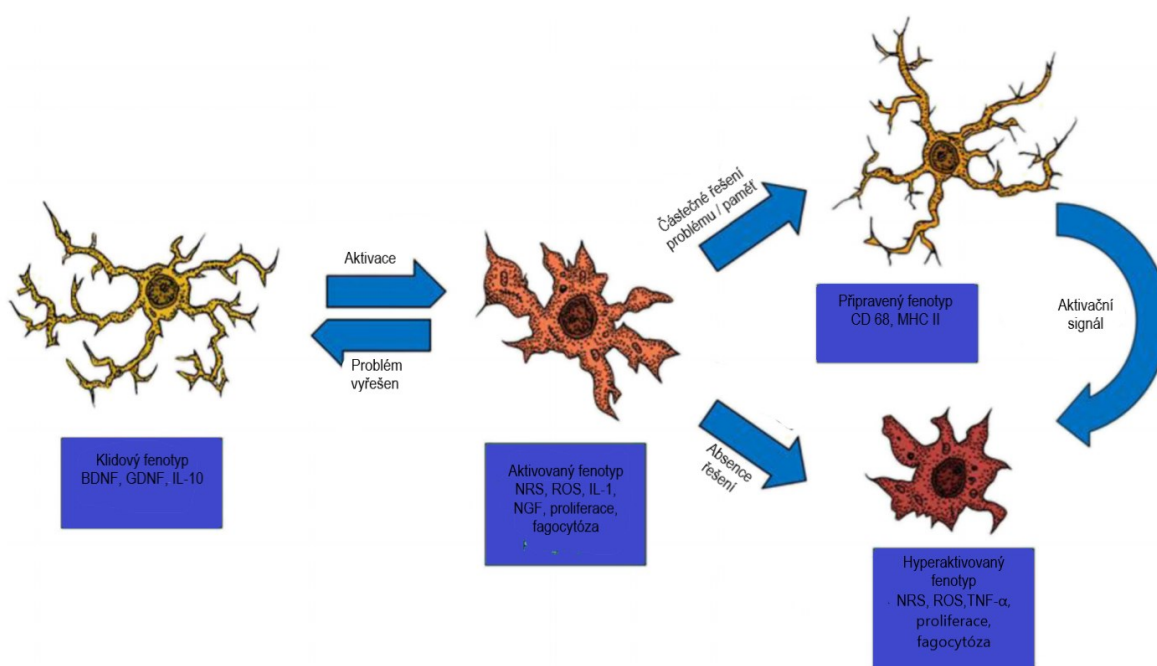 Aktivace
Problém
vyřešen
Klidový fenotyp
BDNF, GDNF, IL-10
Aktivovaný fenotyp
NRS, ROS, IL-1,
NGF, proliferace,
fagocytóza
Částečné řešení
problému / paměť
Absence
řešení
Připravený fenotyp
CD 68, MHC II
Aktivační
signál
Hyperaktivovaný
fenotyp
NRS, ROS,TNF-α,
proliferace,
fagocytóza